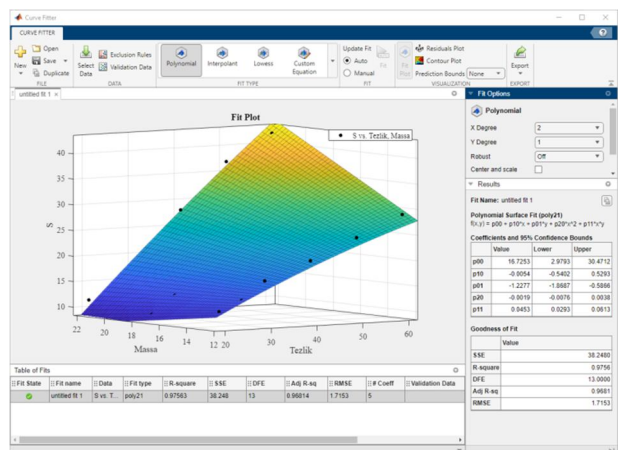 Curve Fitter
CURVE FITTER
New
Open
Save
Duplicate
FILE
Select Data
Exclusion Rules
Validation Data
DATA
Polynomial
Interpolant
Lowess
Custom Equation
FIT TYPE
Update Fit
Auto
Manual
Fit
FIT
Fit Plot
Residuals Plot
Contour Plot
Prediction Bounds None
VISUALIZATION
Export
EXPORT
untitled fit 1 ×
Fit Plot
S vs. Tezlik, Massa
40
35
30
25
20
15
10
S
22 20 18 16 14 12
Massa
20 30 40 50 60
Tezlik
Fit Options
Polynomial
X Degree 2
Y Degree 1
Robust Off
Center and scale
Results
Fit Name: untitled fit 1
Polynomial Surface Fit (poly21)
f(x,y) = p00 + p10*x + p01*y + p20*x^2 + p11*x*y
Coefficients and 95% Confidence Bounds
Value Lower Upper
p00 16.7253 2.9793 30.4712
p10 -0.0054 -0.5402 0.5293
p01 -1.2277 -1.8687 -0.5866
p20 -0.0019 -0.0076 0.0038
p11 0.0453 0.0293 0.0613
Goodness of Fit
Value
SSE 38.2480
R-square 0.9756
DFE 13.0000
Adj R-sq 0.9681
RMSE 1.7153
Table of Fits
Fit State Fit name Data Fit type R-square SSE DFE Adj R-sq RMSE # Coeff Validation Data
untitled fit 1 S vs. T... poly21 0.97563 38.248 13 0.96814 1.7153 5